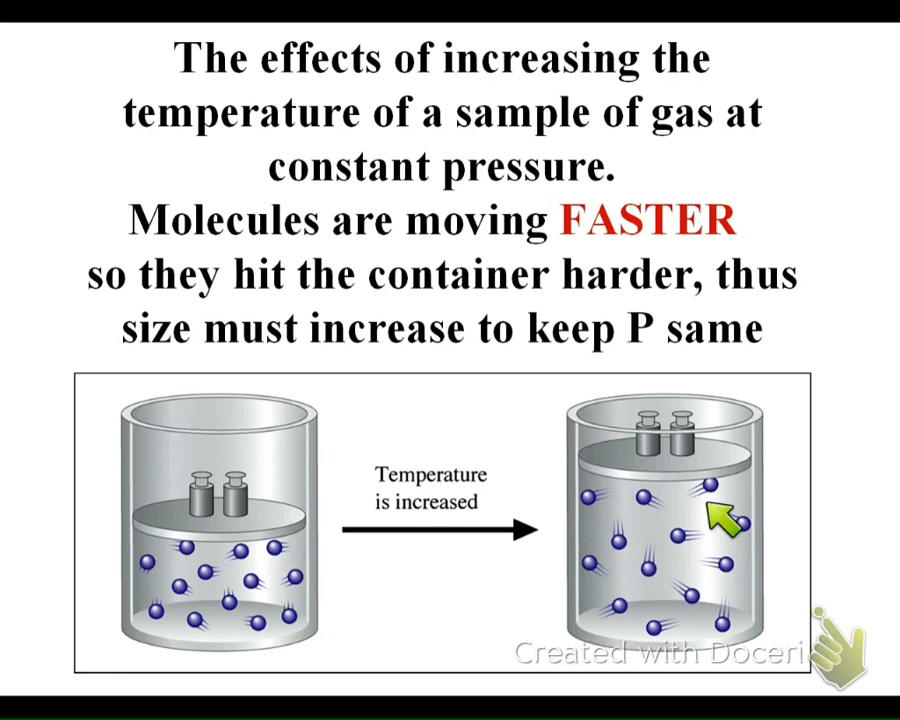 The effects of increasing the
temperature of a sample of gas at
constant pressure.
Molecules are moving FASTER
so they hit the container harder, thus
size must increase to keep P same
Temperature
is increased
Created with Doceri